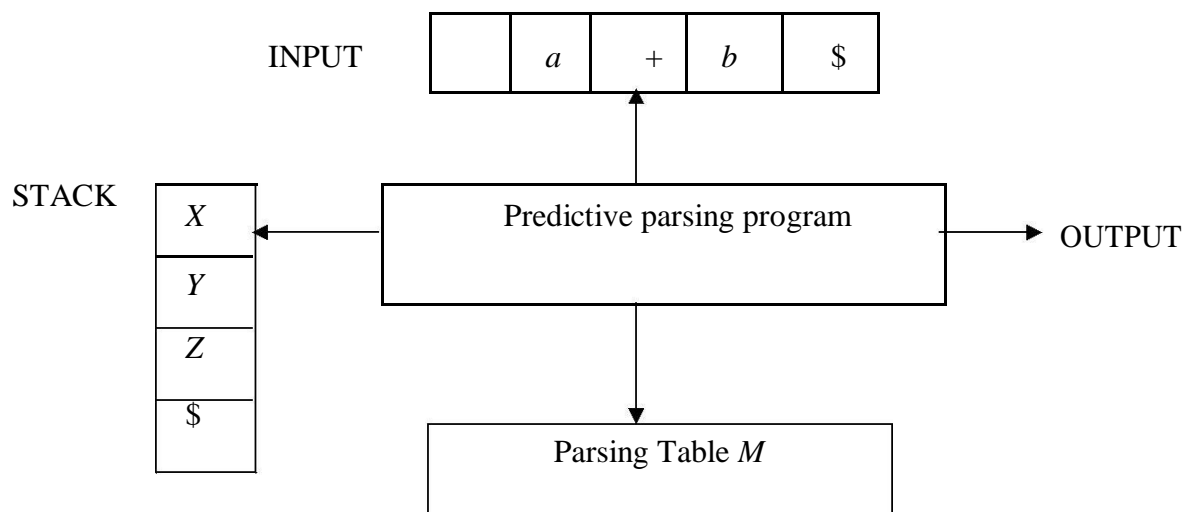 INPUT a + b $
STACK
X
Predictive parsing program
OUTPUT
Y
Z
$
Parsing Table M